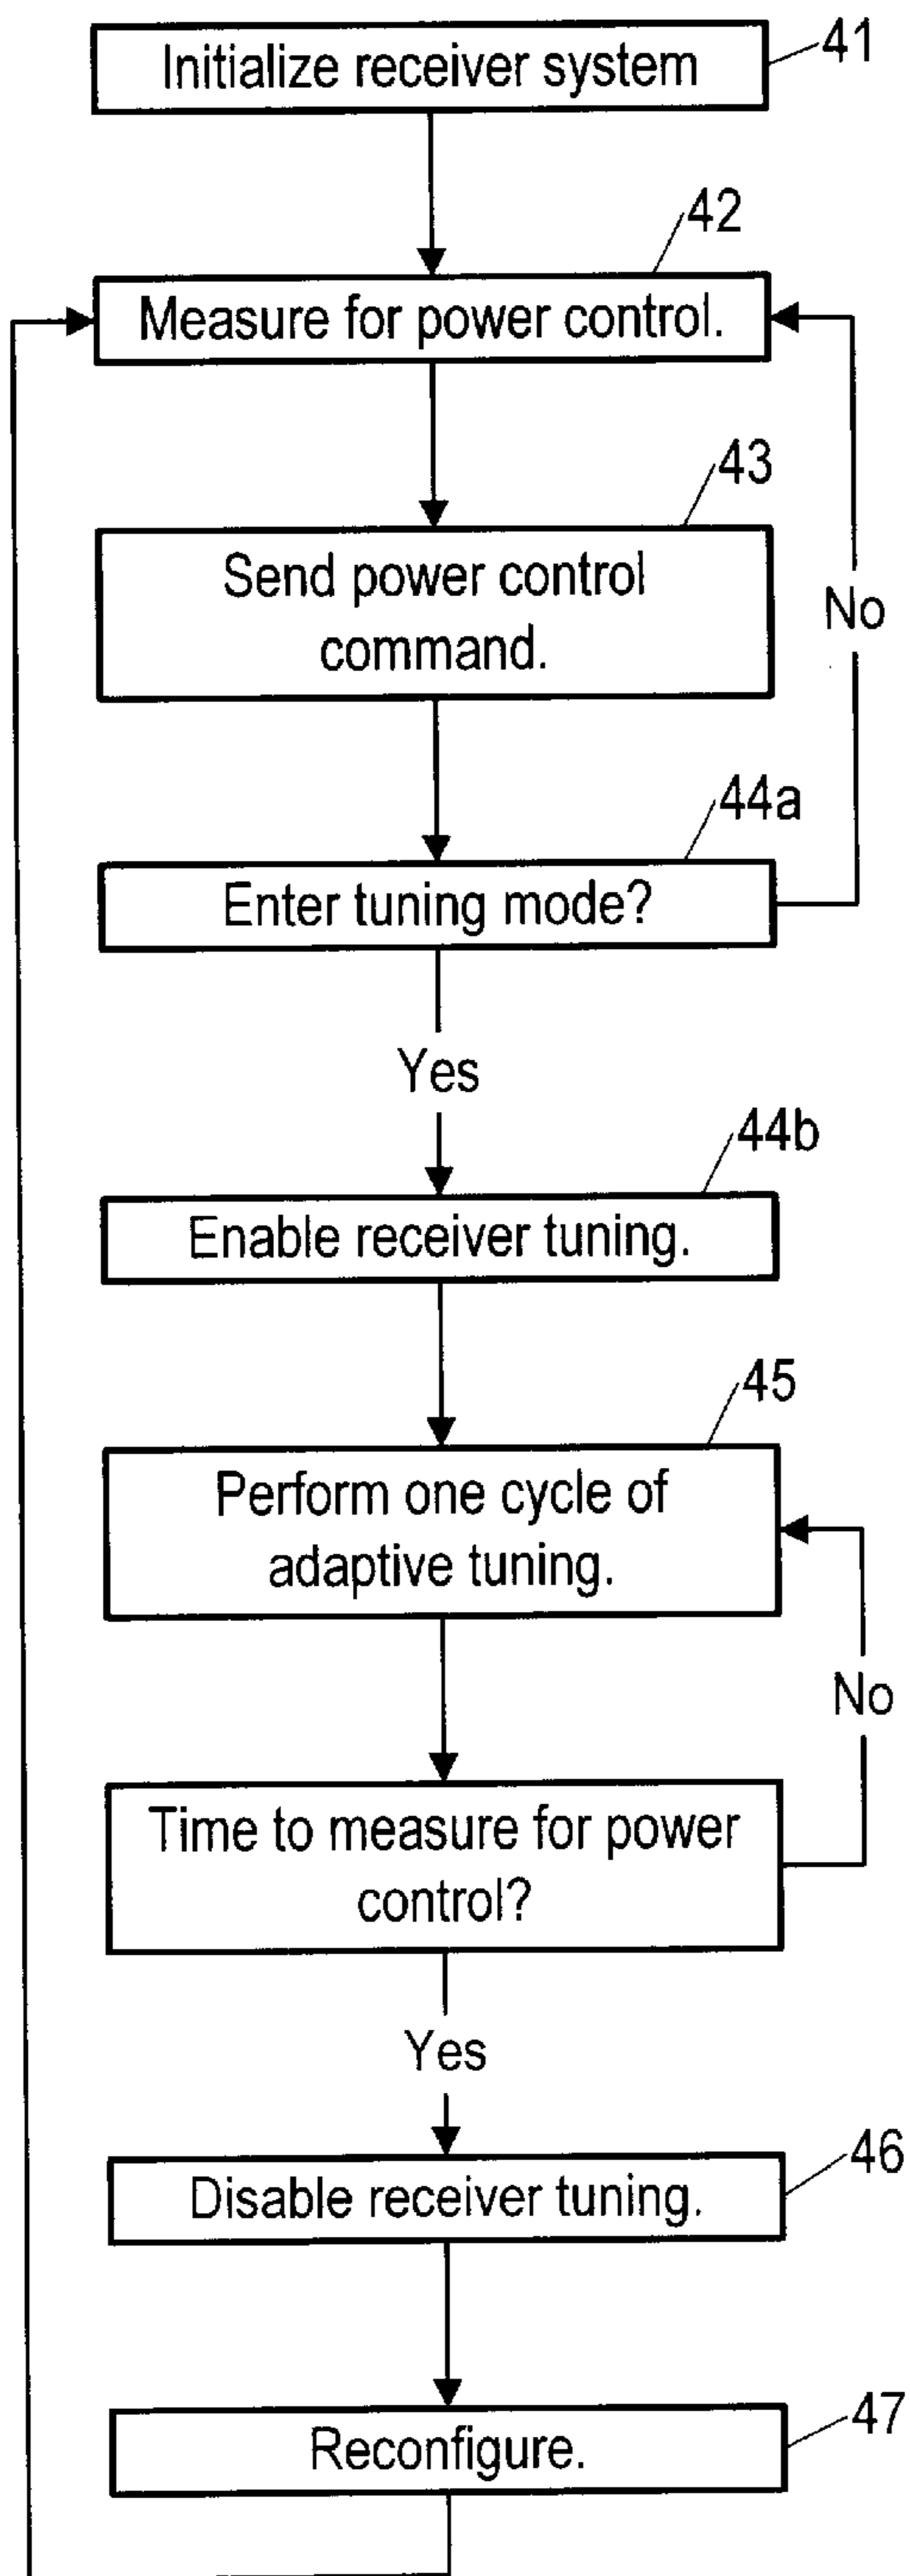 Initialize receiver system
41
42
Measure for power control.
43
Send power control
command.
No
44a
Enter tuning mode?
Yes
44b
Enable receiver tuning.
45
Perform one cycle of
adaptive tuning.
No
Time to measure for power
control?
Yes
46
Disable receiver tuning.
47
Reconfigure.